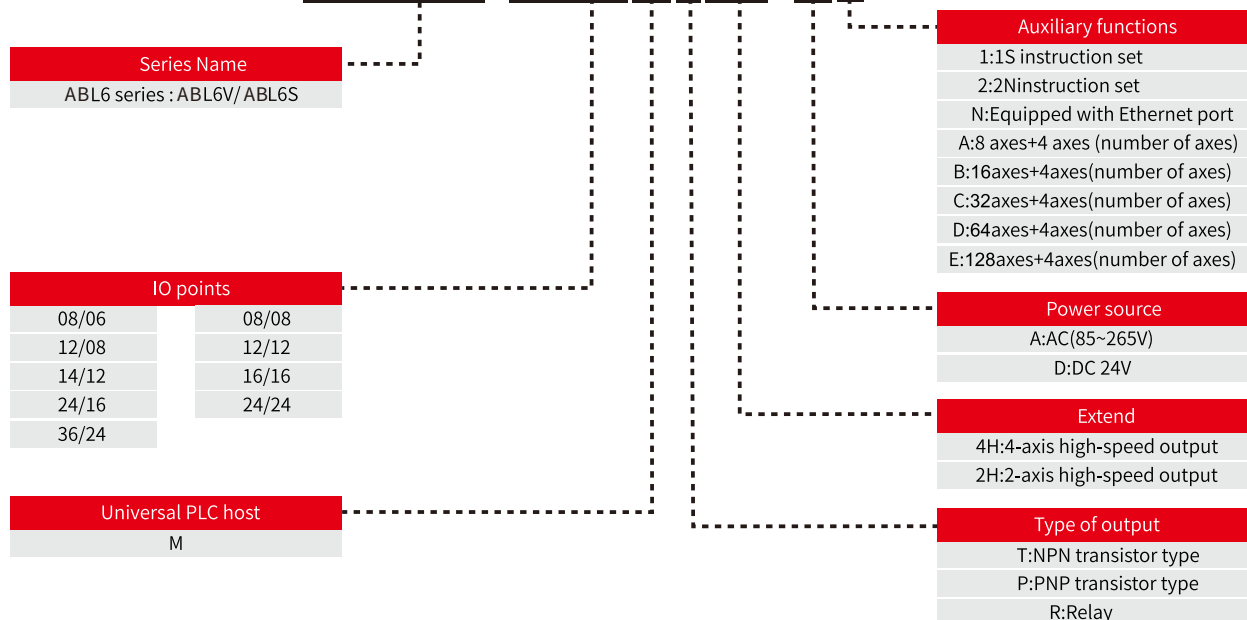 Series Name
ABL6 series : ABL6V/ ABL6S
IO points
08/06 08/08
12/08 12/12
14/12 16/16
24/16 24/24
36/24
Universal PLC host
M
Auxiliary functions
1:1S instruction set
2:2Ninstruction set
N:Equipped with Ethernet port
A:8 axes+4 axes (number of axes)
B:16axes+4axes(number of axes)
C:32axes+4axes(number of axes)
D:64axes+4axes(number of axes)
E:128axes+4axes(number of axes)
Power source
A:AC(85~265V)
D:DC 24V
Extend
4H:4-axis high-speed output
2H:2-axis high-speed output
Type of output
T:NPN transistor type
P:PNP transistor type
R:Relay